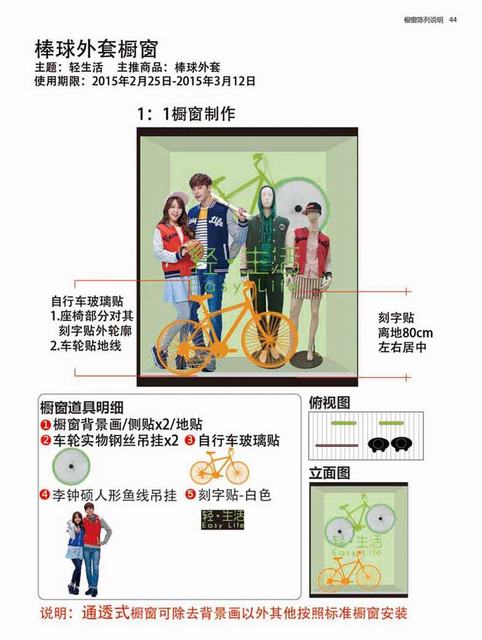 橱窗陈列说明 44
棒球外套橱窗
主题：轻生活 主推商品：棒球外套
使用期限：2015年2月25日-2015年3月12日
1：1橱窗制作
轻·生活
Easy Life
自行车玻璃贴
1.座椅部分对其
刻字贴外轮廓
2.车轮贴地线
刻字贴
离地80cm
左右居中
橱窗道具明细
1 橱窗背景画/侧贴x2/地贴
2 车轮实物钢丝吊挂x2 3 自行车玻璃贴
4 李钟硕人形鱼线吊挂 5 刻字贴-白色
轻·生活
Easy Life
俯视图
立面图
轻·生活
Easy Life
说明：透透式橱窗可除去背景画以外其他按照标准橱窗安装